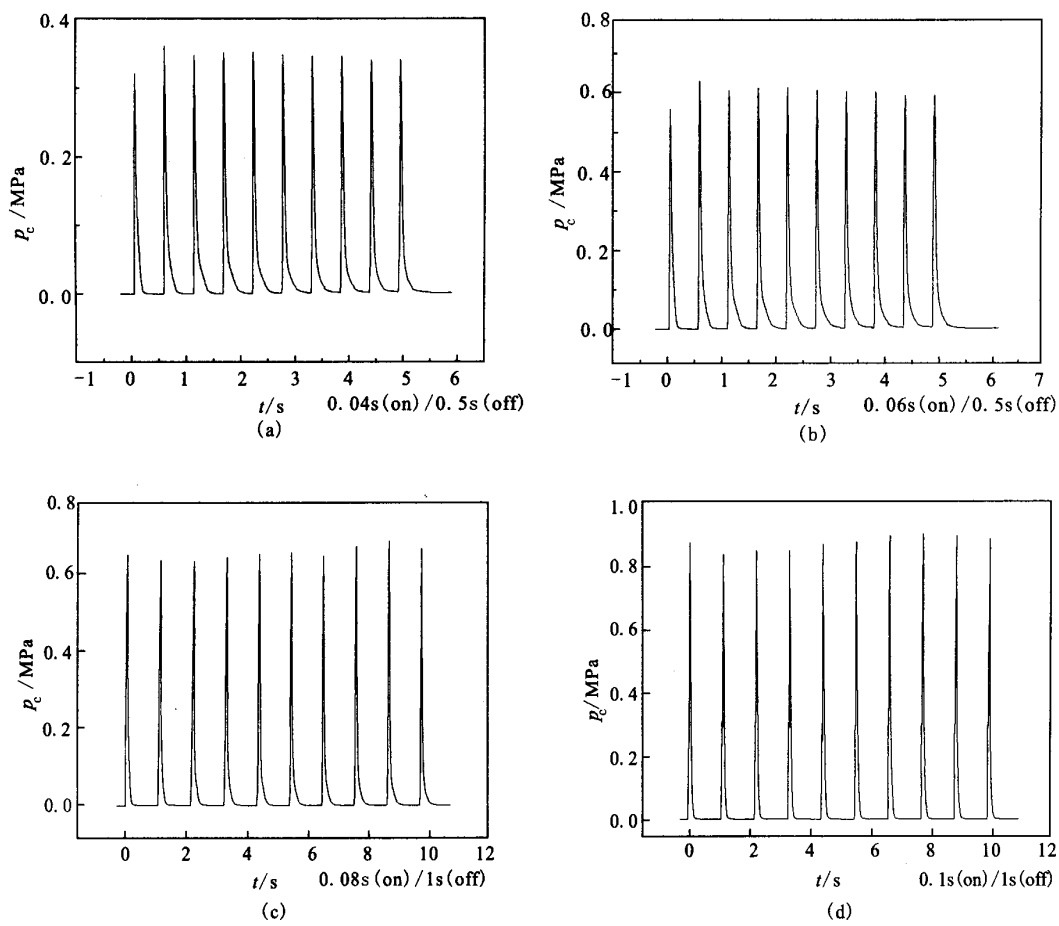 0.4
0.2
0.0
p_c /MPa
-1 0 1 2 3 4 5 6
t/s 0.04s(on)/0.5s(off)
(a)
0.8
0.6
0.4
0.2
0.0
p_c /MPa
-1 0 1 2 3 4 5 6 7
t/s 0.06s(on)/0.5s(off)
(b)
0.8
0.6
0.4
0.2
0.0
p_c /MPa
0 2 4 6 8 10 12
t/s 0.08s(on)/1s(off)
(c)
1.0
0.8
0.6
0.4
0.2
0.0
p_c/MPa
0 2 4 6 8 10 12
t/s 0.1s(on)/1s(off)
(d)